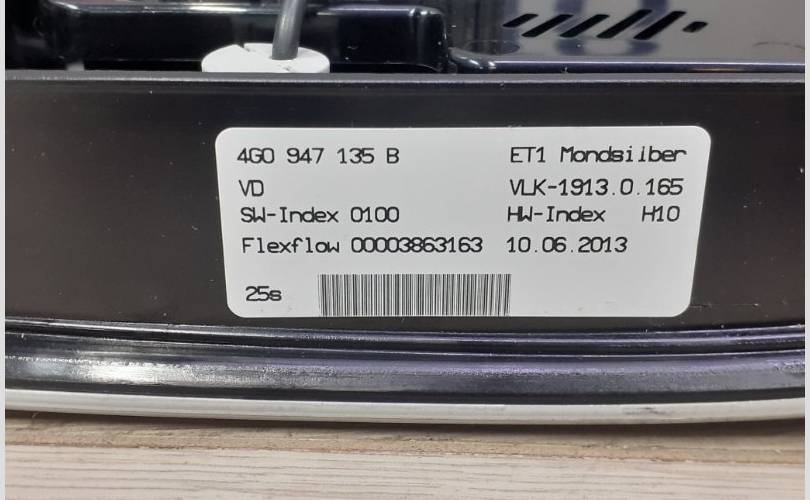 4G0 947 135 B ET1 Mondsilber
VD VLK-1913.0.165
SW-Index 0100 HW-Index H10
Flexflow 00003863163 10.06.2013
25s